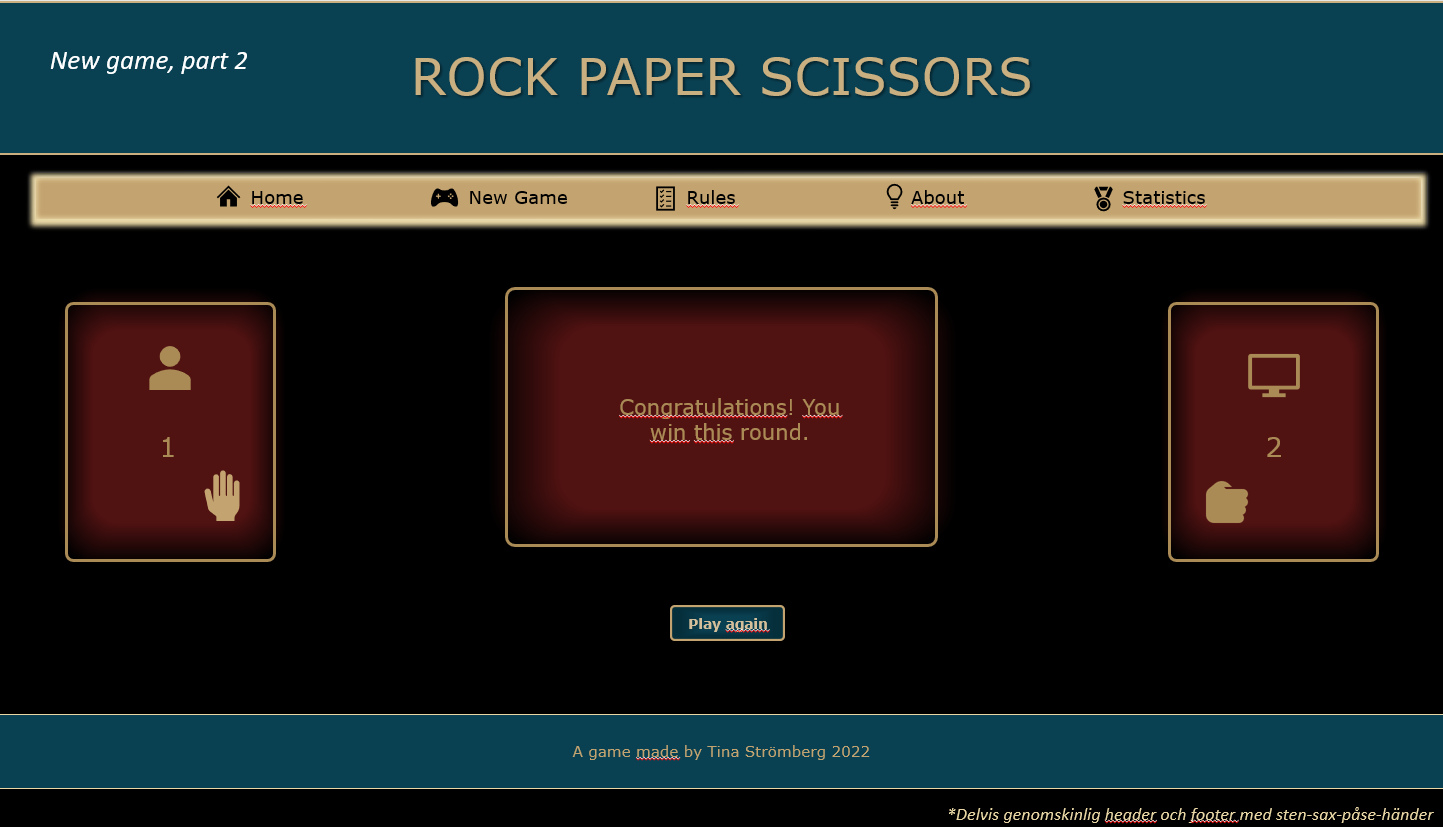 New game, part 2
ROCK PAPER SCISSORS
Home New Game Rules About Statistics
Congratulations! You
win this round.
1
2
Play again
A game made by Tina Strömberg 2022
*Delvis genomskinlig header och footer med sten-sax-påse-händer